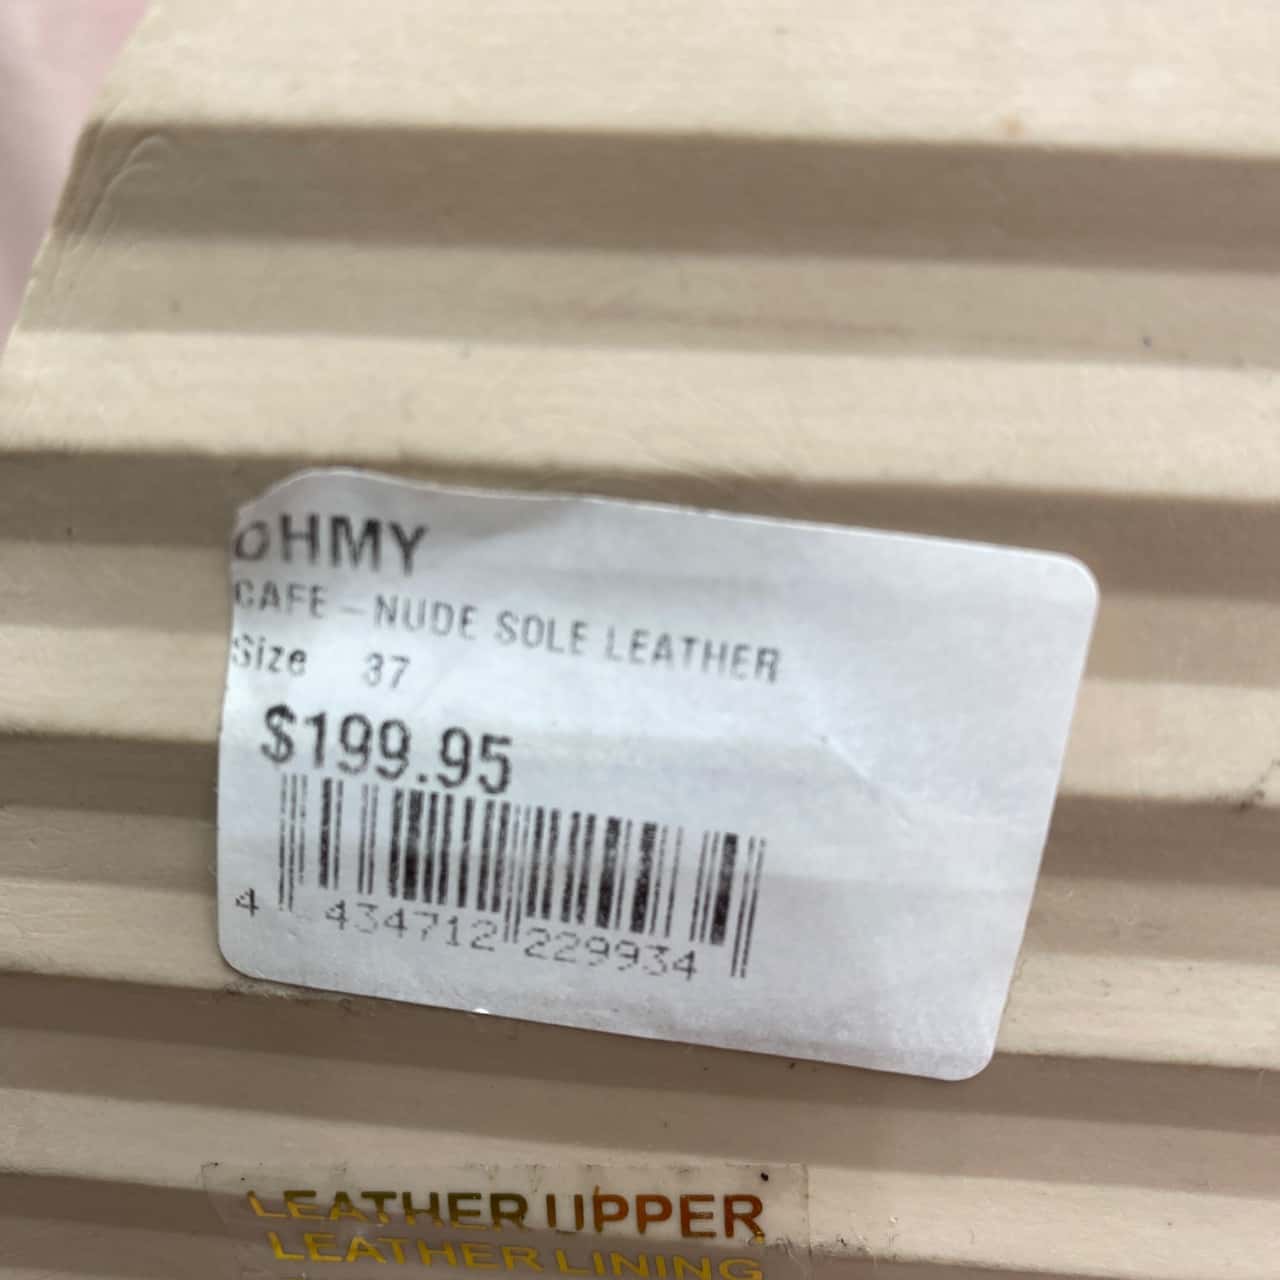 OHMY
CAFE - NUDE SOLE LEATHER
Size 37
$199.95
4 434712 229934
LEATHER UPPER
LEATHER LINING